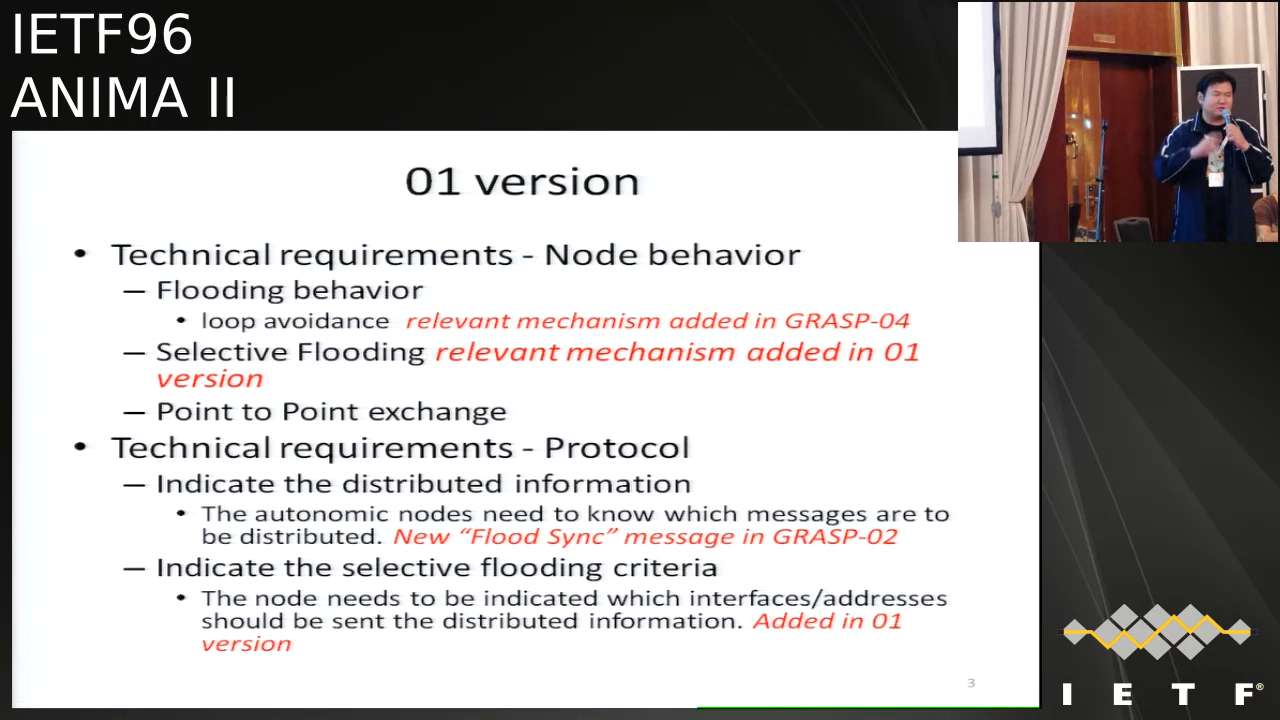 IETF96
ANIMA II
01 version
• Technical requirements - Node behavior
– Flooding behavior
• loop avoidance relevant mechanism added in GRASP-04
– Selective Flooding relevant mechanism added in 01
version
– Point to Point exchange
• Technical requirements - Protocol
– Indicate the distributed information
• The autonomic nodes need to know which messages are to
be distributed. New “Flood Sync” message in GRASP-02
– Indicate the selective flooding criteria
• The node needs to be indicated which interfaces/addresses
should be sent the distributed information. Added in 01
version
3
I E T F®